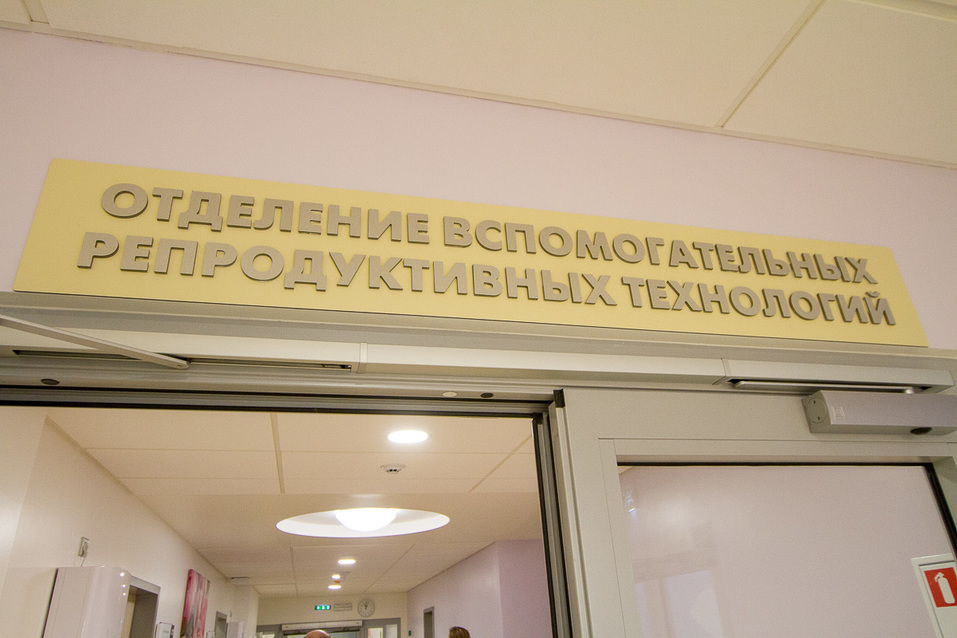 ОТДЕЛЕНИЕ ВСПОМОГАТЕЛЬНЫХ
РЕПРОДУКТИВНЫХ ТЕХНОЛОГИЙ